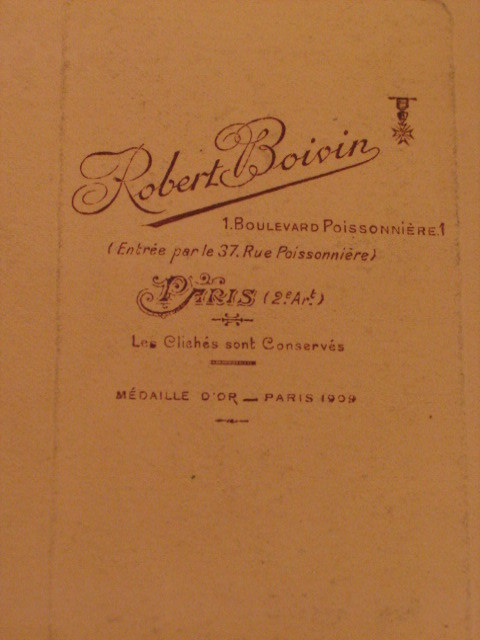 Robert Boivin
1. BOULEVARD POISSONNIÈRE. 1
(Entrée par le 37. Rue Poissonnière)
PARIS (2e. Art.)
Les Clichés sont Conservés
MÉDAILLE D'OR — PARIS 1909